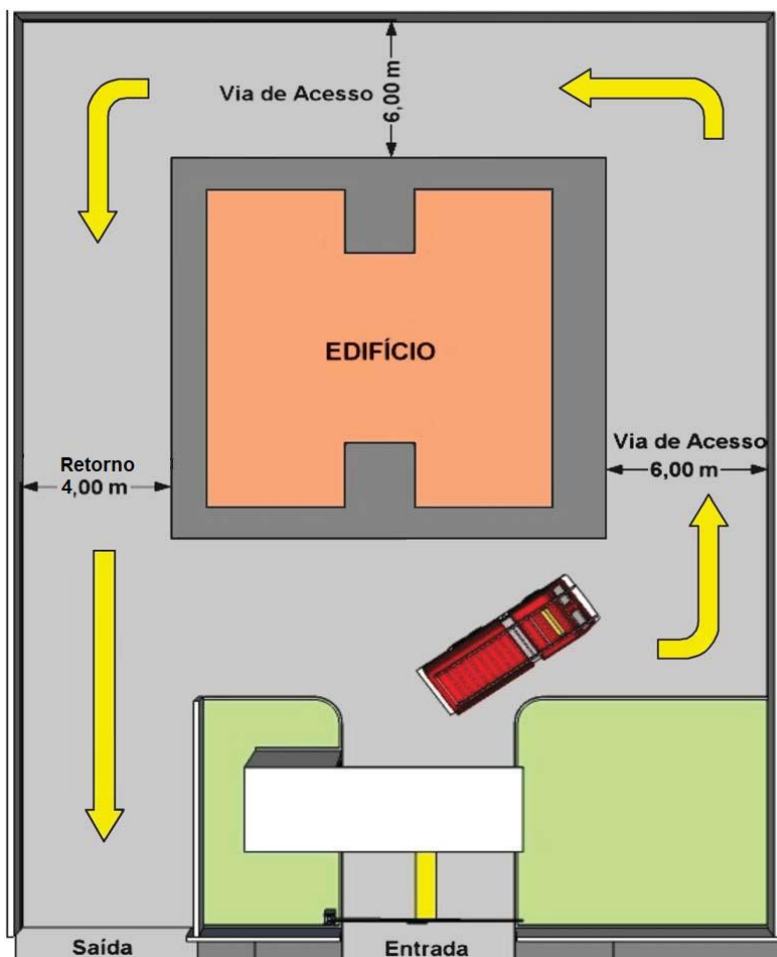 Via de Acesso
6,00 m
EDIFÍCIO
Retorno
4,00 m
Via de Acesso
6,00 m
Saída
Entrada